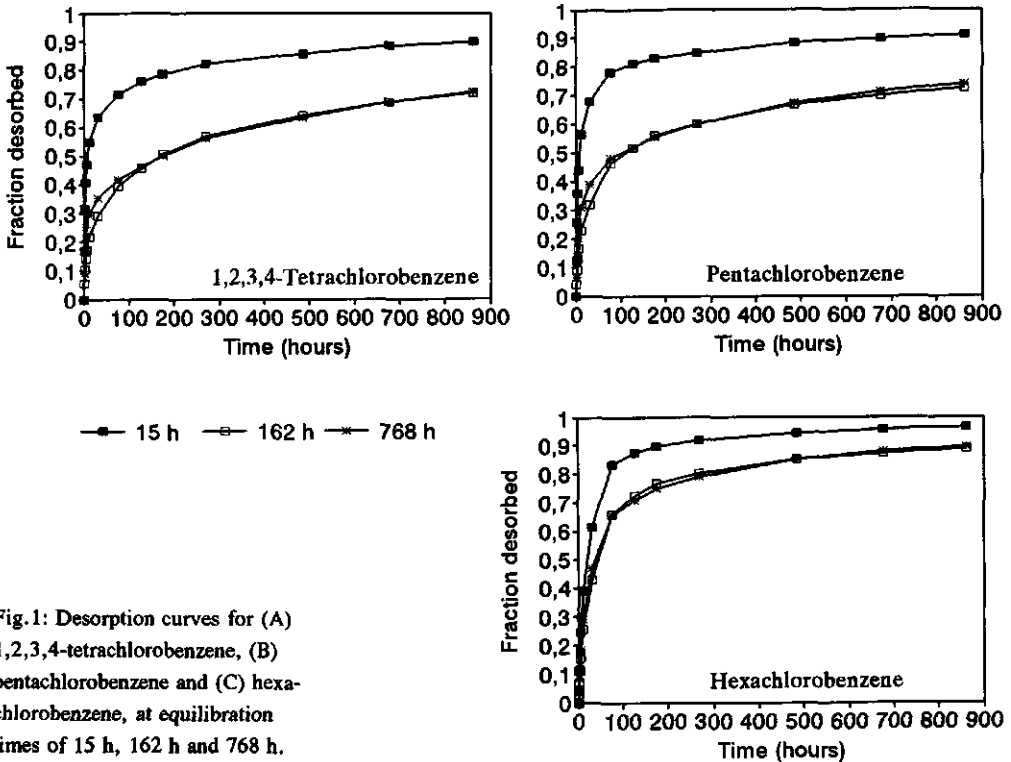 1
0,9
0,8
0,7
0,6
0,5
0,4
0,3
0,2
0,1
0
Fraction desorbed
1,2,3,4-Tetrachlorobenzene
0 100 200 300 400 500 600 700 800 900
Time (hours)
1
0,9
0,8
0,7
0,6
0,5
0,4
0,3
0,2
0,1
0
Fraction desorbed
Pentachlorobenzene
0 100 200 300 400 500 600 700 800 900
Time (hours)
15 h 162 h 768 h
1
0,9
0,8
0,7
0,6
0,5
0,4
0,3
0,2
0,1
0
Fraction desorbed
Hexachlorobenzene
0 100 200 300 400 500 600 700 800 900
Time (hours)
Fig.1: Desorption curves for (A)
1,2,3,4-tetrachlorobenzene, (B)
pentachlorobenzene and (C) hexa-
chlorobenzene, at equilibration
times of 15 h, 162 h and 768 h.